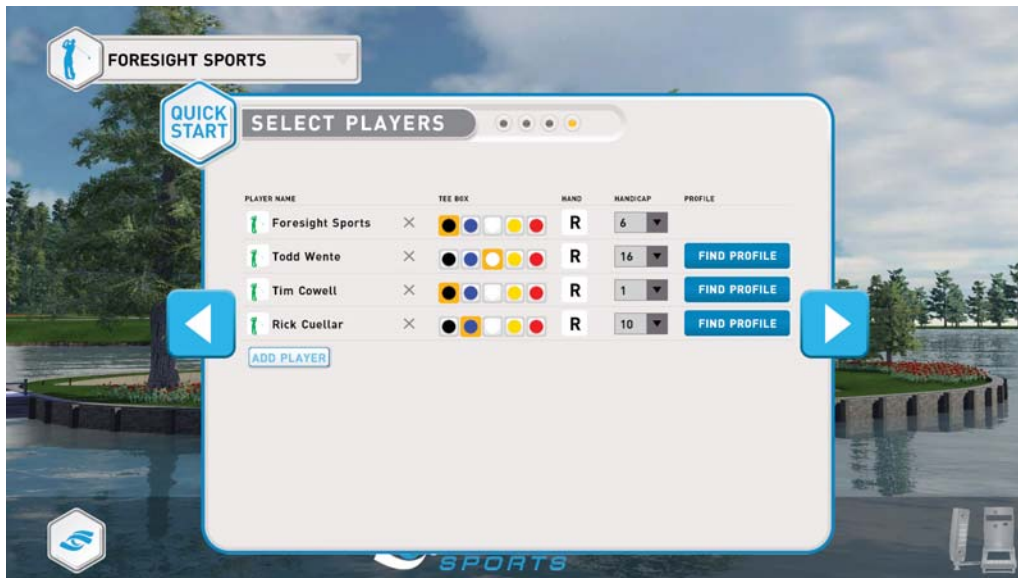 FORESIGHT SPORTS
QUICK
START
SELECT PLAYERS
PLAYER NAME TEE BOX HAND HANDICAP PROFILE
Foresight Sports R 6
Todd Wente R 16 FIND PROFILE
Tim Cowell R 1 FIND PROFILE
Rick Cuellar R 10 FIND PROFILE
ADD PLAYER
SPORTS